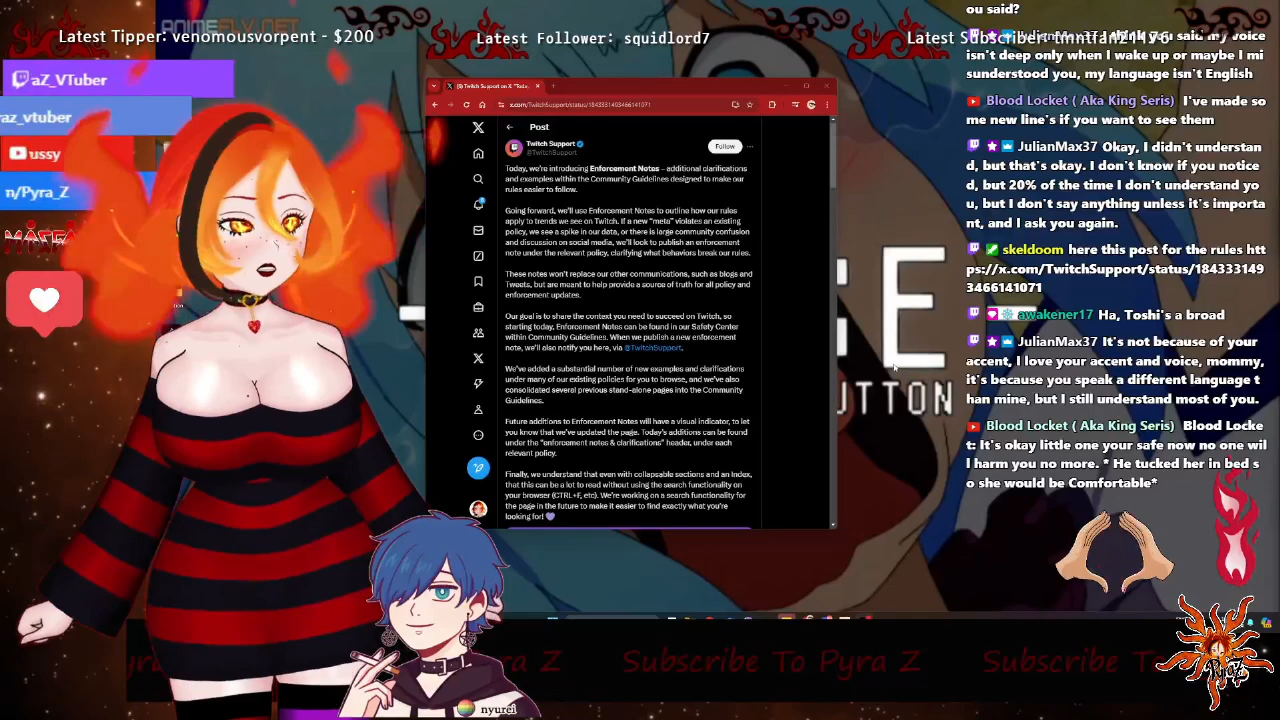 ANIMEFLV.NET
Latest Tipper: venomousvorpent - $200
Latest Follower: squidlord7
aZ_VTuber
raz_vtuber
ussy
n/Pyra_Z
Post
Twitch Support
@TwitchSupport
Follow
Today, we're introducing Enforcement Notes – additional clarifications
and examples within the Community Guidelines designed to make our
rules easier to follow.
Going forward, we'll use Enforcement Notes to outline how our rules
apply to trends we see on Twitch. If a new "meta" violates an existing
policy, we see a spike in our data, or there is large community confusion
and discussion on social media, we'll look to publish an enforcement
note under the relevant policy, clarifying what behaviors break our rules.
These notes won't replace our other communications, such as blogs and
Tweets, but are meant to help provide a source of truth for all policy and
enforcement updates.
Our goal is to share the context you need to succeed on Twitch, so
starting today, Enforcement Notes can be found in our Safety Center
within Community Guidelines. When we publish a new enforcement
note, we'll also notify you here, via @TwitchSupport.
We've added a substantial number of new examples and clarifications
under many of our existing policies for you to browse, and we've also
consolidated several previous stand-alone pages into the Community
Guidelines.
Future additions to Enforcement Notes will have a visual indicator, to let
you know that we've updated the page. Today's additions can be found
under the "enforcement notes & clarifications" header, under each
relevant policy.
Finally, we understand that even with collapsable sections and an Index,
that this can be a lot to read without using the search functionality on
your browser (CTRL+F, etc). We're working on a search functionality for
the page in the future to make it easier to find exactly what you're
looking for!
E
UTTON
ou said?
I think you said my voice
isn't deep only when I wake up or maybe I mi
sunderstood you, my language isn't English
Blood Locket ( Aka King Seris) I've made so
me new line's if you want to see them
JulianMax37 Okay, I don't understan
d, but that's okay, I don't know if you notice
d, but 20% of the time I don't understand yo
u, but I don't say anything unless it is needed
, and I ask you again.
skeldoom heres the post for context htt
ps://x.com/TwitchSupport/status/184333149
3466141071
awakener17 Ha, Toshi's a broad
JulianMax37 It's not because of your
accent, I love your accent and voice, mommy,
it's because you speak a different language t
han mine, but I still understand most of you.
Blood Locket ( Aka King Seris) Blood Locke
t: It's okay little one your safe now no one wil
l harm you no more. * He tucked her in bed s
o she would be Comfortable*
Subscribe To Pyra Z
Subscribe To
ra Z
nyurei